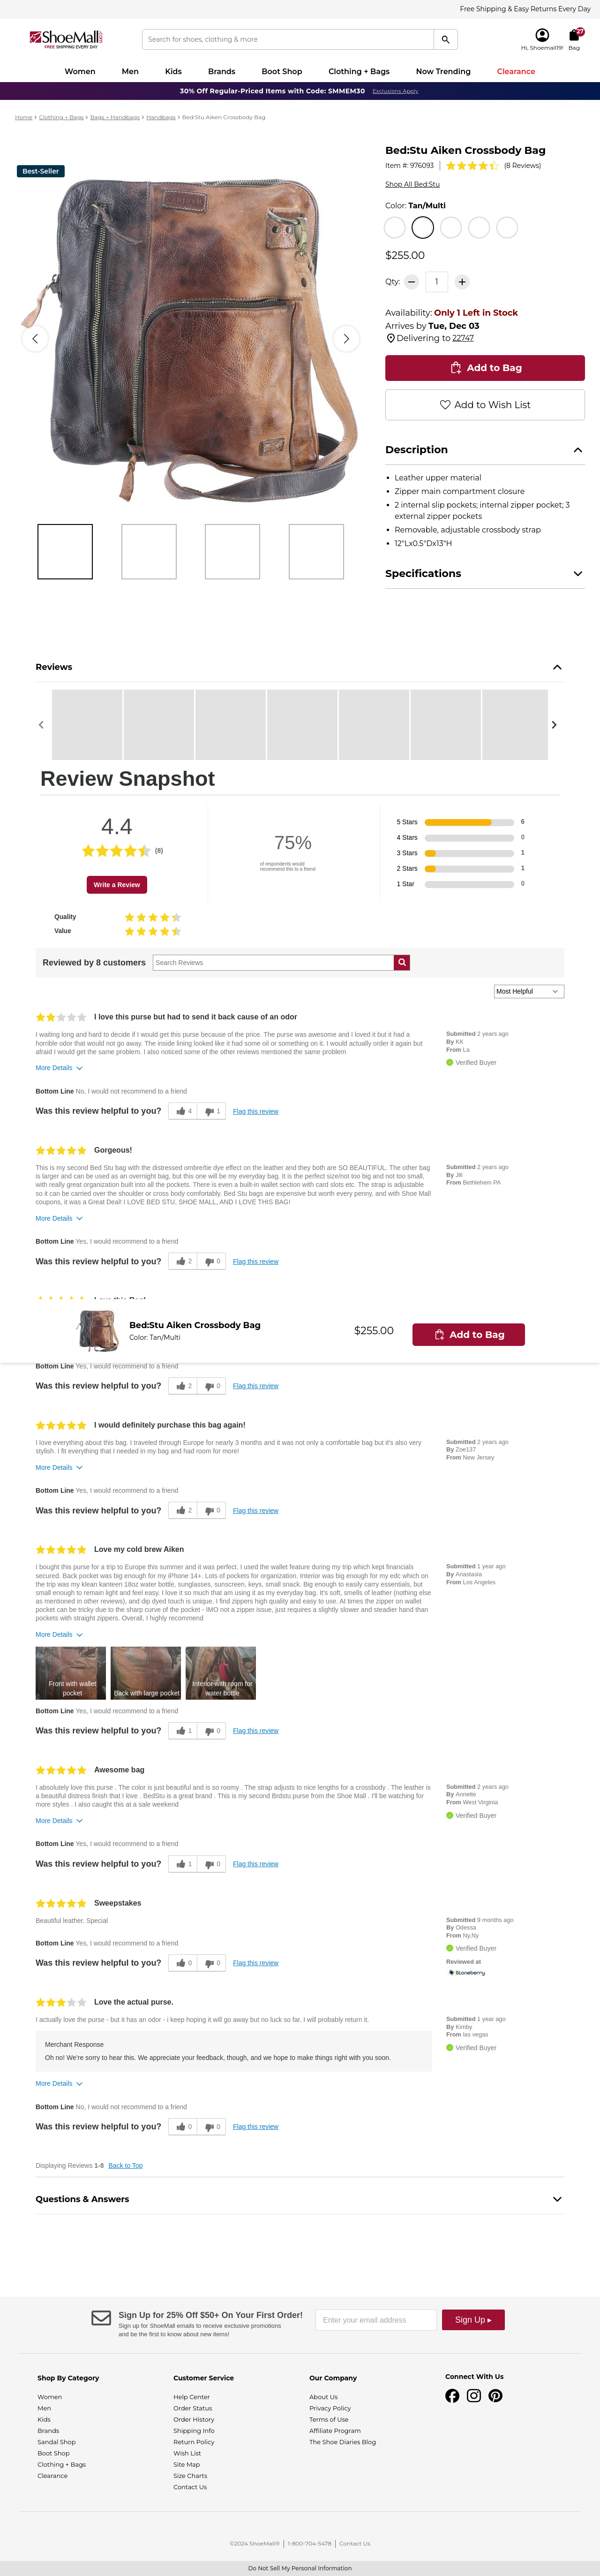 Free Shipping & Easy Returns Every Day
ShoeMall
FREE SHIPPING EVERY DAY
Search for shoes, clothing & more
Hi, Shoemall19!
27
Bag
Women
Men
Kids
Brands
Boot Shop
Clothing + Bags
Now Trending
Clearance
30% Off Regular-Priced Items with Code: SMMEM30 Exclusions Apply
Home > Clothing + Bags > Bags + Handbags > Handbags > Bed:Stu Aiken Crossbody Bag
Best-Seller
Bed:Stu Aiken Crossbody Bag
Item #: 976093 (8 Reviews)
Shop All Bed:Stu
Color: Tan/Multi
$255.00
Qty: 1
Availability: Only 1 Left in Stock
Arrives by Tue, Dec 03
Delivering to 22747
Add to Bag
Add to Wish List
Description
• Leather upper material
• Zipper main compartment closure
• 2 internal slip pockets; internal zipper pocket; 3
external zipper pockets
• Removable, adjustable crossbody strap
• 12"Lx0.5"Dx13"H
Specifications
Reviews
Review Snapshot
4.4
(8)
Write a Review
75%
of respondents would
recommend this to a friend
5 Stars 6
4 Stars 0
3 Stars 1
2 Stars 1
1 Star 0
Quality
Value
Reviewed by 8 customers
Search Reviews
Most Helpful
I love this purse but had to send it back cause of an odor
I waiting long and hard to decide if I would get this purse because of the price. The purse was awesome and I loved it but it had a
horrible odor that would not go away. The inside lining looked like it had some oil or something on it. I would actually order it again but
afraid I would get the same problem. I also noticed some of the other reviews mentioned the same problem
Submitted 2 years ago
By KK
From La
Verified Buyer
More Details
Bottom Line No, I would not recommend to a friend
Was this review helpful to you? 4 1 Flag this review
Gorgeous!
This is my second Bed Stu bag with the distressed ombre/tie dye effect on the leather and they both are SO BEAUTIFUL. The other bag
is larger and can be used as an overnight bag, but this one will be my everyday bag. It is the perfect size/not too big and not too small,
with really great organization built into all the pockets. There is even a built-in wallet section with card slots etc. The strap is adjustable
so it can be carried over the shoulder or cross body comfortably. Bed Stu bags are expensive but worth every penny, and with Shoe Mall
coupons, it was a Great Deal! I LOVE BED STU, SHOE MALL, AND I LOVE THIS BAG!
Submitted 2 years ago
By Jill
From Bethlehem PA
More Details
Bottom Line Yes, I would recommend to a friend
Was this review helpful to you? 2 0 Flag this review
Bed:Stu Aiken Crossbody Bag
Color: Tan/Multi
$255.00
Add to Bag
Bottom Line Yes, I would recommend to a friend
Was this review helpful to you? 2 0 Flag this review
I would definitely purchase this bag again!
I love everything about this bag. I traveled through Europe for nearly 3 months and it was not only a comfortable bag but it's also very
stylish. I fit everything that I needed in my bag and had room for more!
Submitted 2 years ago
By Zoe137
From New Jersey
More Details
Bottom Line Yes, I would recommend to a friend
Was this review helpful to you? 2 0 Flag this review
Love my cold brew Aiken
I bought this purse for a trip to Europe this summer and it was perfect. I used the wallet feature during my trip which kept financials
secured. Back pocket was big enough for my iPhone 14+. Lots of pockets for organization. Interior was big enough for my edc which on
the trip was my klean kanteen 18oz water bottle, sunglasses, sunscreen, keys, small snack. Big enough to easily carry essentials, but
small enough to remain light and feel easy. I love it so much that am using it as my everyday bag. It's soft, smells of leather (notjing else
as is mentioned on other reviews), and dip dyed touch is unique. I find zippers high quality and easy to use. At times the zipper on wallet
pocket can be tricky due to the sharp curve of the pocket - IMO not a zipper issue, just requires a slightly slower and steadier hand than
pockets with straight zippers. Overall, I highly recommend
Submitted 1 year ago
By Anastasia
From Los Angeles
More Details
Front with wallet
pocket
Back with large pocket
Interior with room for
water bottle
Bottom Line Yes, I would recommend to a friend
Was this review helpful to you? 1 0 Flag this review
Awesome bag
I absolutely love this purse . The color is just beautiful and is so roomy . The strap adjusts to nice lengths for a crossbody . The leather is
a beautiful distress finish that I love . BedStu is a great brand . This is my second Brdstu purse from the Shoe Mall . I'll be watching for
more styles . I also caught this at a sale weekend
Submitted 2 years ago
By Annette
From West Virginia
Verified Buyer
More Details
Bottom Line Yes, I would recommend to a friend
Was this review helpful to you? 1 0 Flag this review
Sweepstakes
Beautiful leather. Special
Submitted 9 months ago
By Odessa
From Ny,Ny
Verified Buyer
Reviewed at
Stoneberry
Bottom Line Yes, I would recommend to a friend
Was this review helpful to you? 0 0 Flag this review
Love the actual purse.
I actually love the purse - but it has an odor - i keep hoping it will go away but no luck so far. I will probably return it.
Submitted 1 year ago
By Kimby
From las vegas
Verified Buyer
Merchant Response
Oh no! We're sorry to hear this. We appreciate your feedback, though, and we hope to make things right with you soon.
More Details
Bottom Line No, I would not recommend to a friend
Was this review helpful to you? 0 0 Flag this review
Displaying Reviews 1-8 Back to Top
Questions & Answers
Sign Up for 25% Off $50+ On Your First Order!
Sign up for ShoeMall emails to receive exclusive promotions
and be the first to know about new items!
Enter your email address
Sign Up ▸
Shop By Category
Women
Men
Kids
Brands
Sandal Shop
Boot Shop
Clothing + Bags
Clearance
Customer Service
Help Center
Order Status
Order History
Shipping Info
Return Policy
Wish List
Site Map
Size Charts
Contact Us
Our Company
About Us
Privacy Policy
Terms of Use
Affiliate Program
The Shoe Diaries Blog
Connect With Us
©2024 ShoeMall® | 1-800-704-5478 | Contact Us
Do Not Sell My Personal Information